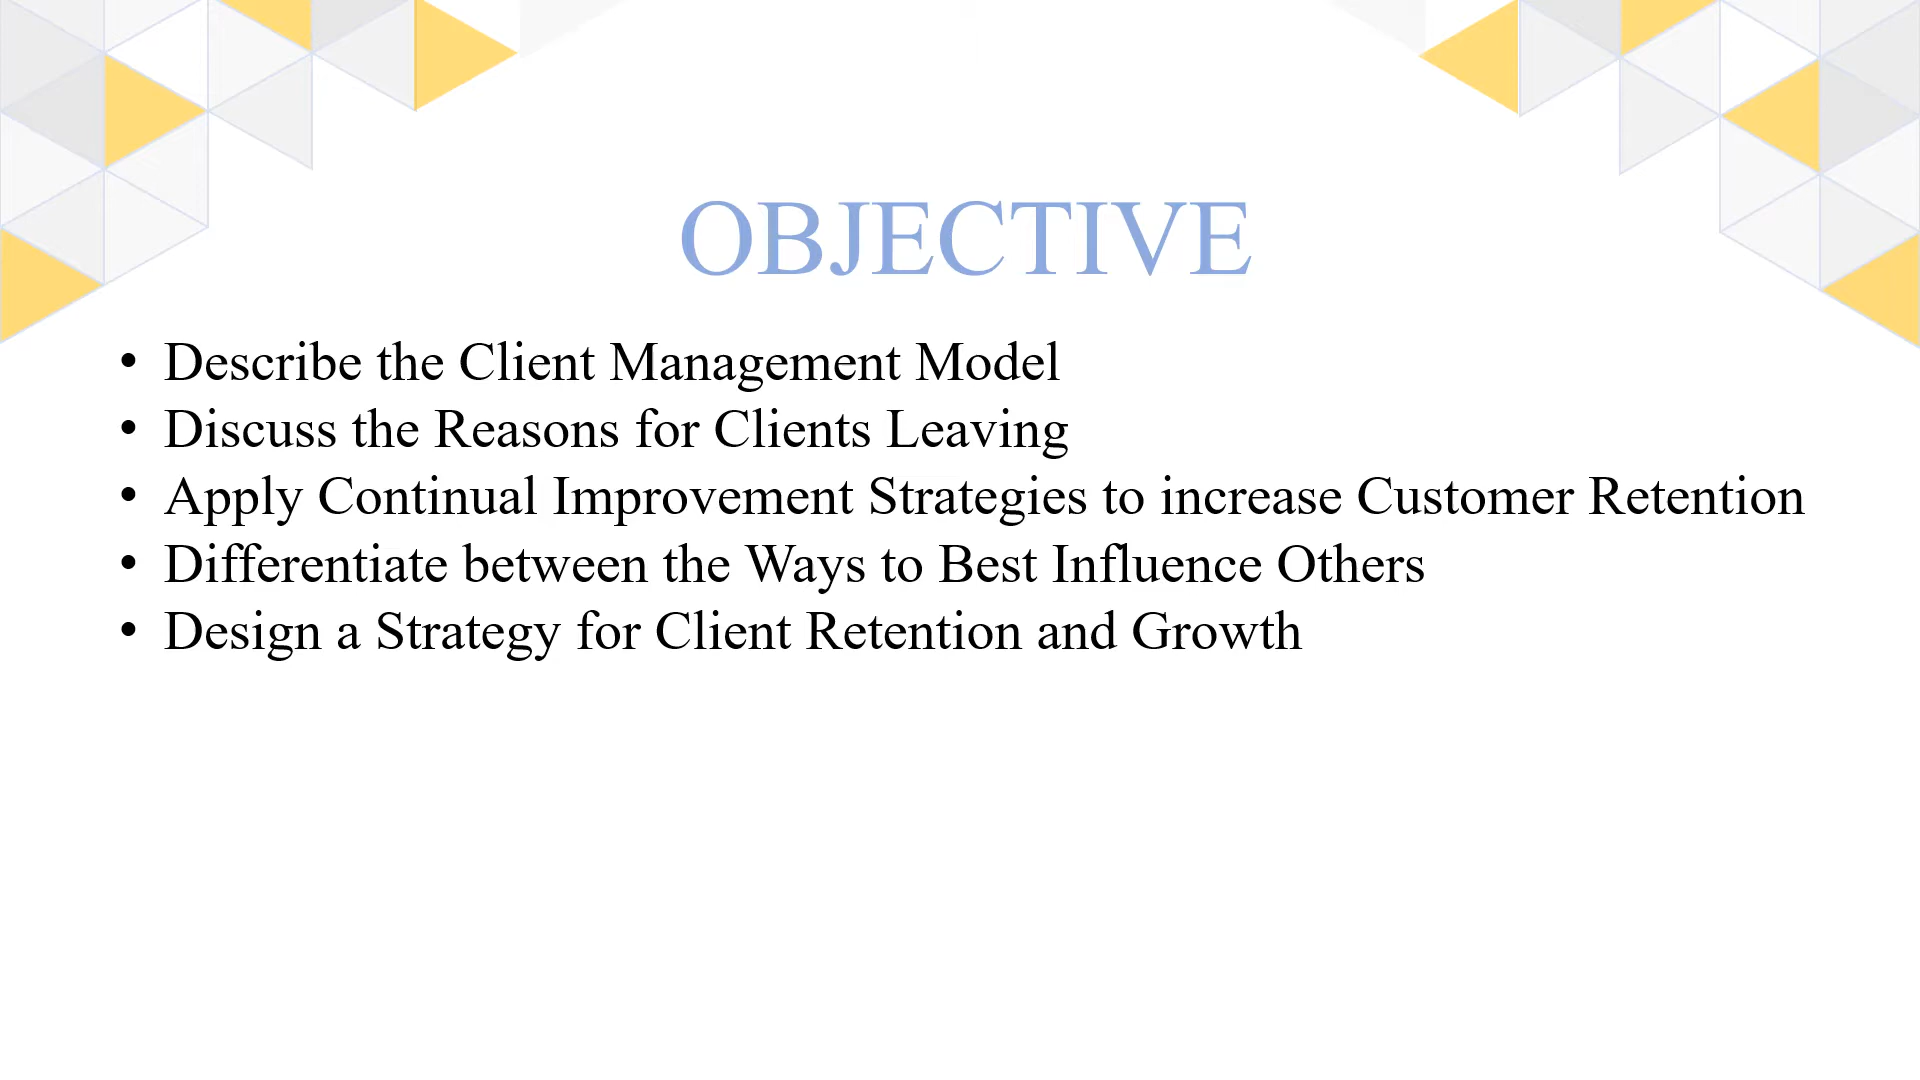 OBJECTIVE
• Describe the Client Management Model
• Discuss the Reasons for Clients Leaving
• Apply Continual Improvement Strategies to increase Customer Retention
• Differentiate between the Ways to Best Influence Others
• Design a Strategy for Client Retention and Growth